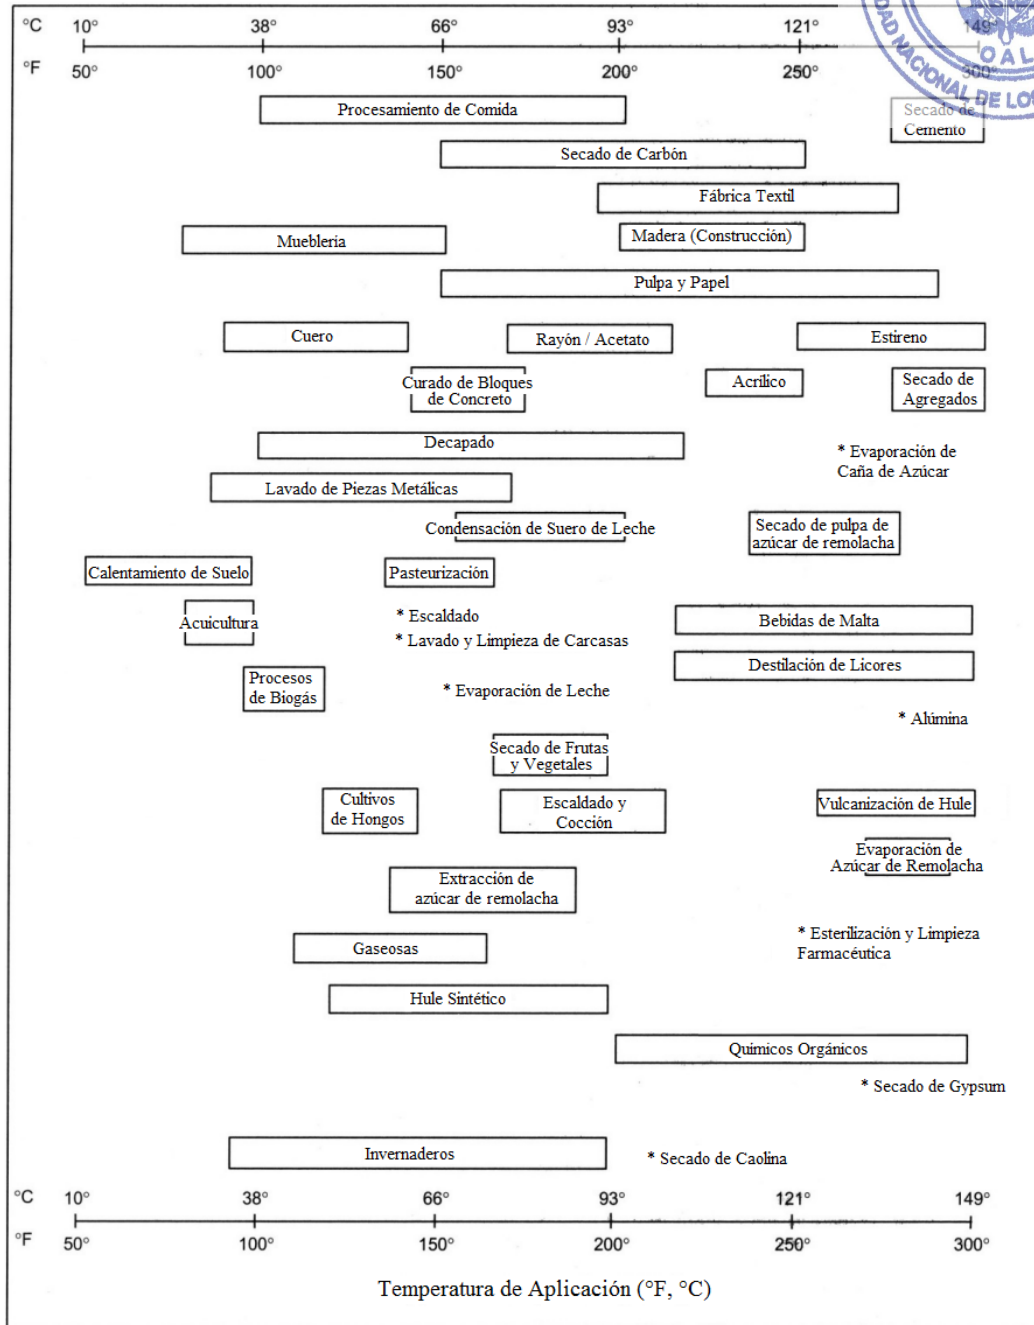 °C 10° 38° 66° 93° 121° 149°
°F 50° 100° 150° 200° 250° 300°
DAD NACIONAL DE LO
OAL
Procesamiento de Comida
Secado de
Cemento
Secado de Carbón
Fábrica Textil
Mueblería
Madera (Construcción)
Pulpa y Papel
Cuero
Rayón / Acetato
Estireno
Curado de Bloques
de Concreto
Acrílico
Secado de
Agregados
Decapado
* Evaporación de
Caña de Azúcar
Lavado de Piezas Metálicas
Condensación de Suero de Leche
Secado de pulpa de
azúcar de remolacha
Calentamiento de Suelo
Pasteurización
Acuicultura
* Escaldado
* Lavado y Limpieza de Carcasas
Bebidas de Malta
Destilación de Licores
Procesos
de Biogás
* Evaporación de Leche
* Alúmina
Secado de Frutas
y Vegetales
Cultivos
de Hongos
Escaldado y
Cocción
Vulcanización de Hule
Evaporación de
Azúcar de Remolacha
Extracción de
azúcar de remolacha
* Esterilización y Limpieza
Farmacéutica
Gaseosas
Hule Sintético
Químicos Orgánicos
* Secado de Gypsum
Invernaderos
* Secado de Caolina
°C 10° 38° 66° 93° 121° 149°
°F 50° 100° 150° 200° 250° 300°
Temperatura de Aplicación (°F, °C)